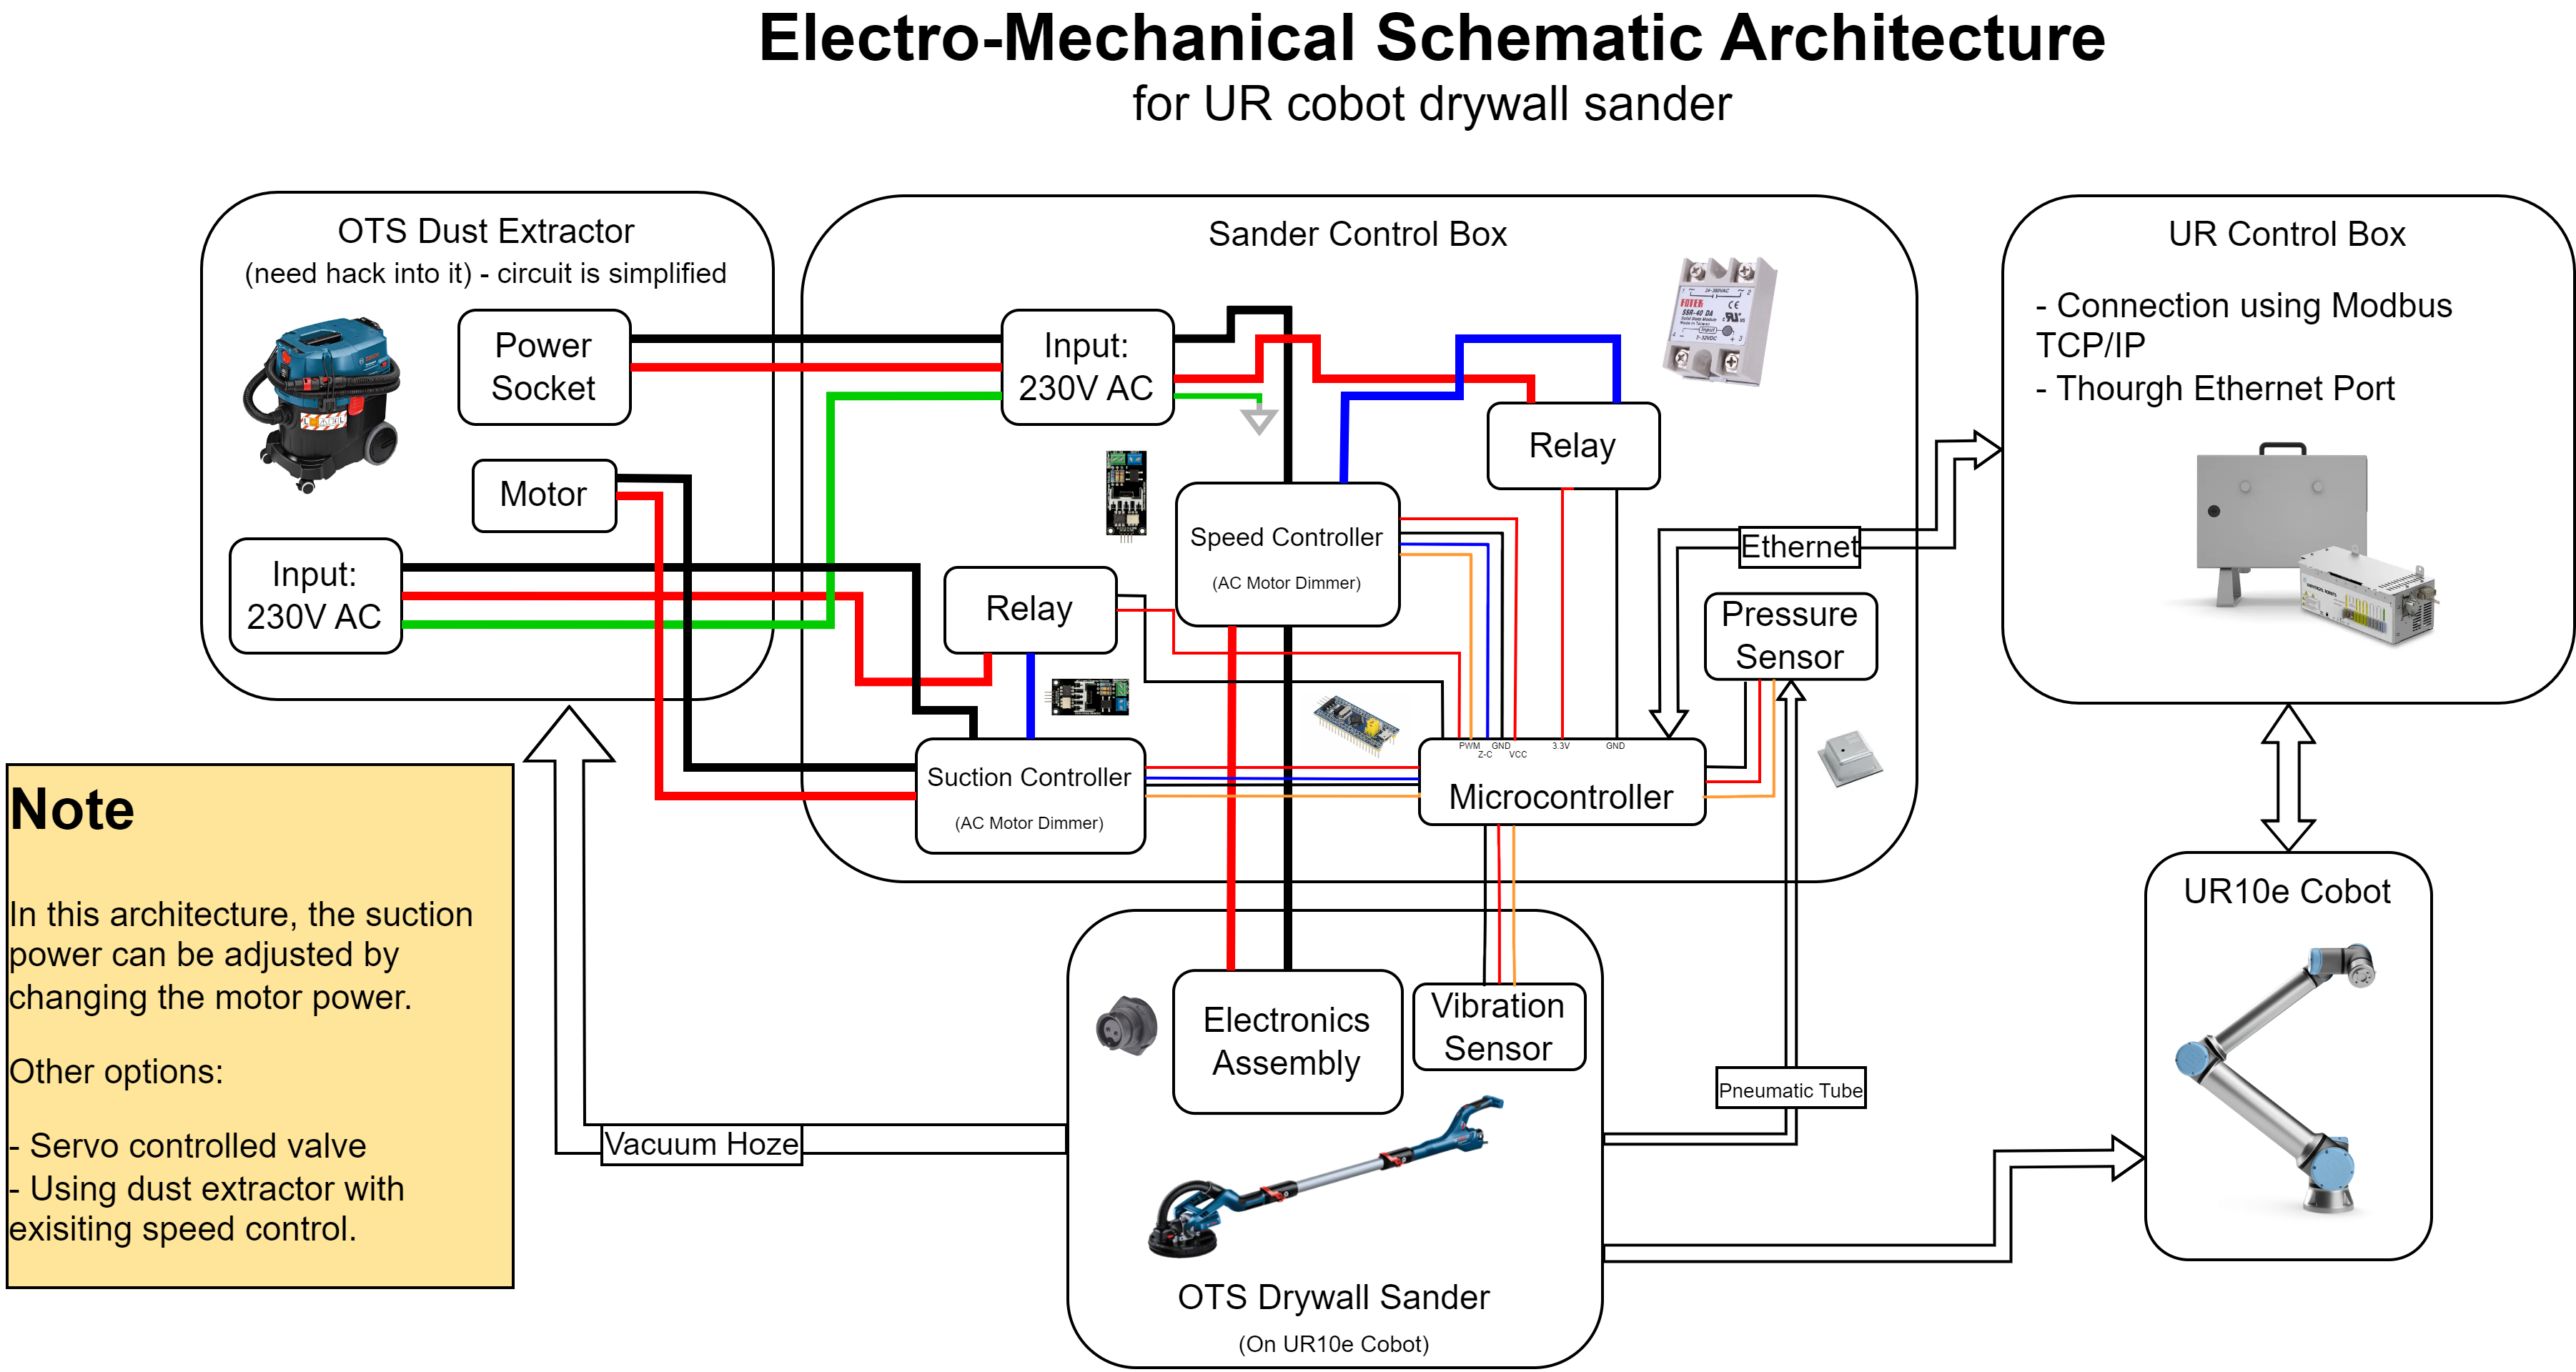 Electro-Mechanical Schematic Architecture
for UR cobot drywall sander
OTS Dust Extractor
(need hack into it) - circuit is simplified
Power
Socket
Motor
Input:
230V AC
Sander Control Box
Input:
230V AC
FOTEK
SSR-40 DA
Relay
Speed Controller
(AC Motor Dimmer)
Relay
Ethernet
Pressure
Sensor
Suction Controller
(AC Motor Dimmer)
PWM
Z-C
GND
VCC
3.3V
GND
Microcontroller
UR Control Box
- Connection using Modbus
TCP/IP
- Thourgh Ethernet Port
UR10e Cobot
Note
In this architecture, the suction
power can be adjusted by
changing the motor power.
Other options:
- Servo controlled valve
- Using dust extractor with
exisiting speed control.
Vacuum Hoze
Electronics
Assembly
Vibration
Sensor
Pneumatic Tube
OTS Drywall Sander
(On UR10e Cobot)